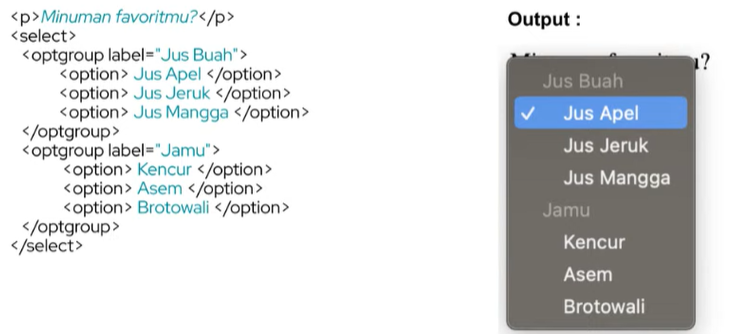 <p>Minuman favoritmu?</p>
<select>
<optgroup label="Jus Buah">
<option> Jus Apel </option>
<option> Jus Jeruk </option>
<option> Jus Mangga </option>
</optgroup>
<optgroup label="Jamu">
<option> Kencur </option>
<option> Asem </option>
<option> Brotowali </option>
</optgroup>
</select>
Output :
Jus Buah
✓ Jus Apel
Jus Jeruk
Jus Mangga
Jamu
Kencur
Asem
Brotowali